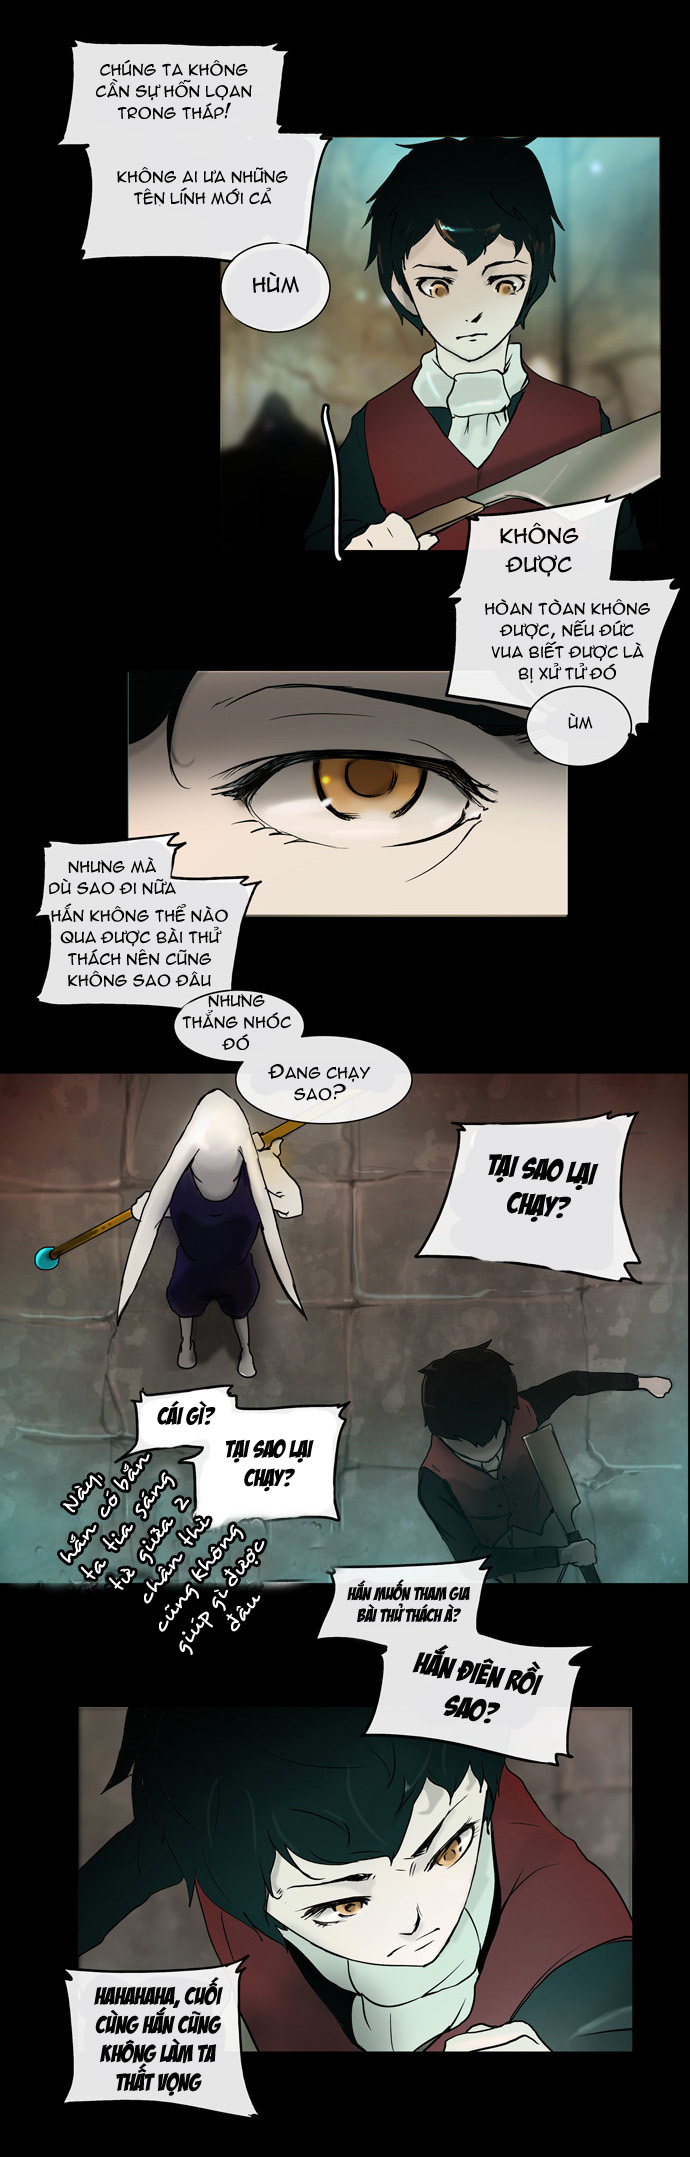 CHÚNG TA KHÔNG
CẦN SỰ HỖN LOẠN
TRONG THÁP!
KHÔNG AI ƯA NHỮNG
TÊN LÍNH MỚI CẢ
HÙM
KHÔNG
ĐƯỢC
HÒAN TÒAN KHÔNG
ĐƯỢC, NẾU ĐỨC
VUA BIẾT ĐƯỢC LÀ
BỊ XỬ TỬ ĐÓ
ÙM
NHƯNG MÀ
DÙ SAO ĐI NỮA
HẮN KHÔNG THỂ NÀO
QUA ĐƯỢC BÀI THỬ
THÁCH NÊN CŨNG
KHÔNG SAO ĐÂU
NHƯNG
THẰNG NHÓC
ĐÓ
ĐANG CHẠY
SAO?
TẠI SAO LẠI
CHẠY?
CÁI GÌ?
TẠI SAO LẠI
CHẠY?
Này,
hắn có bắn
ta tia sáng
từ giữa 2
chân thì
cũng không
giúp gì được
đâu
HẮN MUỐN THAM GIA
BÀI THỬ THÁCH À?
HẮN ĐIÊN RỒI
SAO?
HAHAHAHA, CUỐI
CÙNG HẮN CŨNG
KHÔNG LÀM TA
THẤT VỌNG